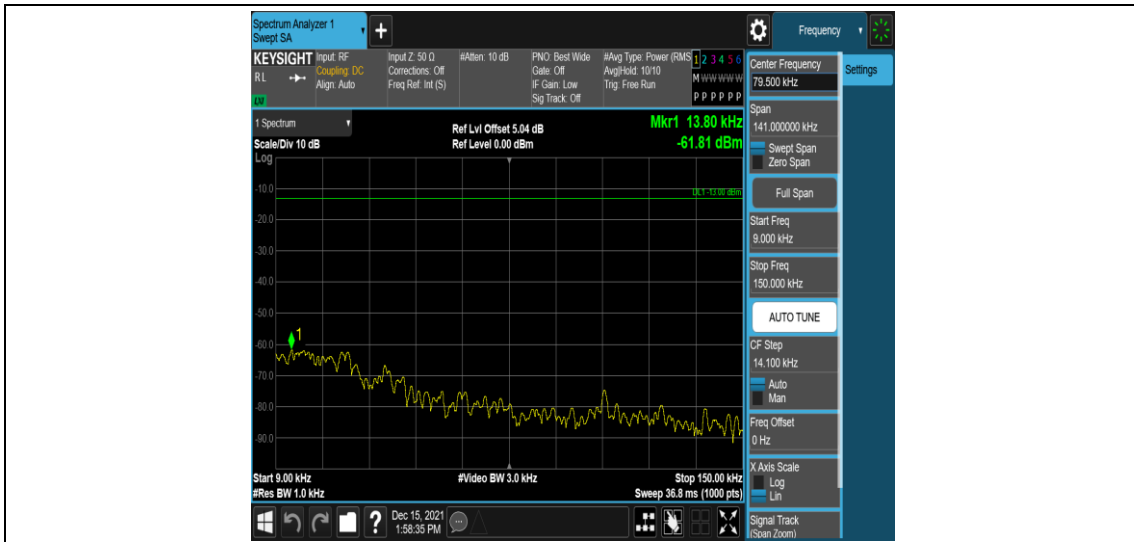 Spectrum Analyzer 1
Swept SA
+
Frequency
KEYSIGHT
RL
LXI
Input: RF
Coupling: DC
Align: Auto
Input Z: 50 Ω
Corrections: Off
Freq Ref: Int (S)
#Atten: 10 dB
PNO: Best Wide
Gate: Off
IF Gain: Low
Sig Track: Off
#Avg Type: Power (RMS
Avg|Hold: 10/10
Trig: Free Run
1 2 3 4 5 6
M W W W W W
P P P P P P
1 Spectrum
Scale/Div 10 dB
Log
Ref Lvl Offset 5.04 dB
Ref Level 0.00 dBm
Mkr1 13.80 kHz
-61.81 dBm
DL1 -13.00 dBm
-10.0
-20.0
-30.0
-40.0
-50.0
-60.0
-70.0
-80.0
-90.0
1
Start 9.00 kHz
#Res BW 1.0 kHz
#Video BW 3.0 kHz
Stop 150.00 kHz
Sweep 36.8 ms (1000 pts)
Center Frequency
79.500 kHz
Settings
Span
141.000000 kHz
Swept Span
Zero Span
Full Span
Start Freq
9.000 kHz
Stop Freq
150.000 kHz
AUTO TUNE
CF Step
14.100 kHz
Auto
Man
Freq Offset
0 Hz
X Axis Scale
Log
Lin
Signal Track
(Span Zoom)
?
Dec 15, 2021
1:58:35 PM